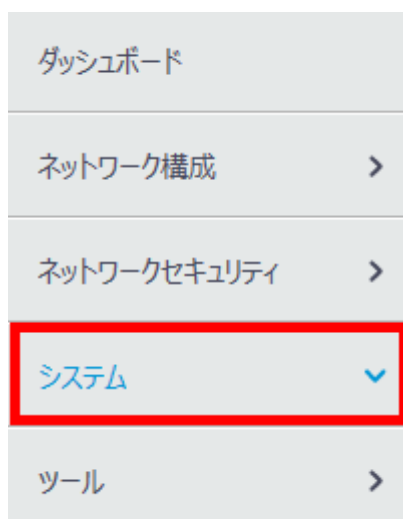 ダッシュボード
ネットワーク構成
ネットワークセキュリティ
システム
ツール